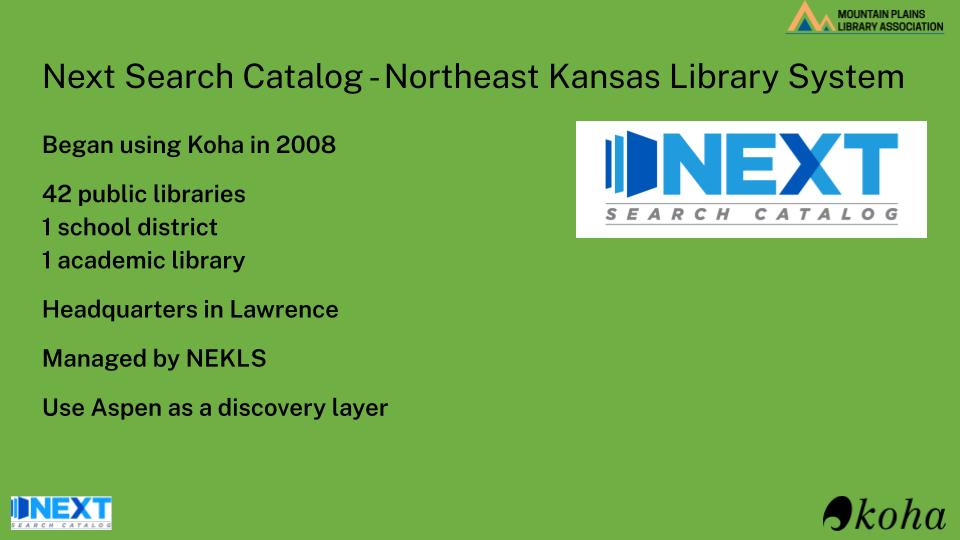 MOUNTAIN PLAINS
LIBRARY ASSOCIATION
Next Search Catalog - Northeast Kansas Library System
Began using Koha in 2008
42 public libraries
1 school district
1 academic library
Headquarters in Lawrence
Managed by NEKLS
Use Aspen as a discovery layer
NEXT
SEARCH CATALOG
NEXT
SEARCH CATALOG
koha